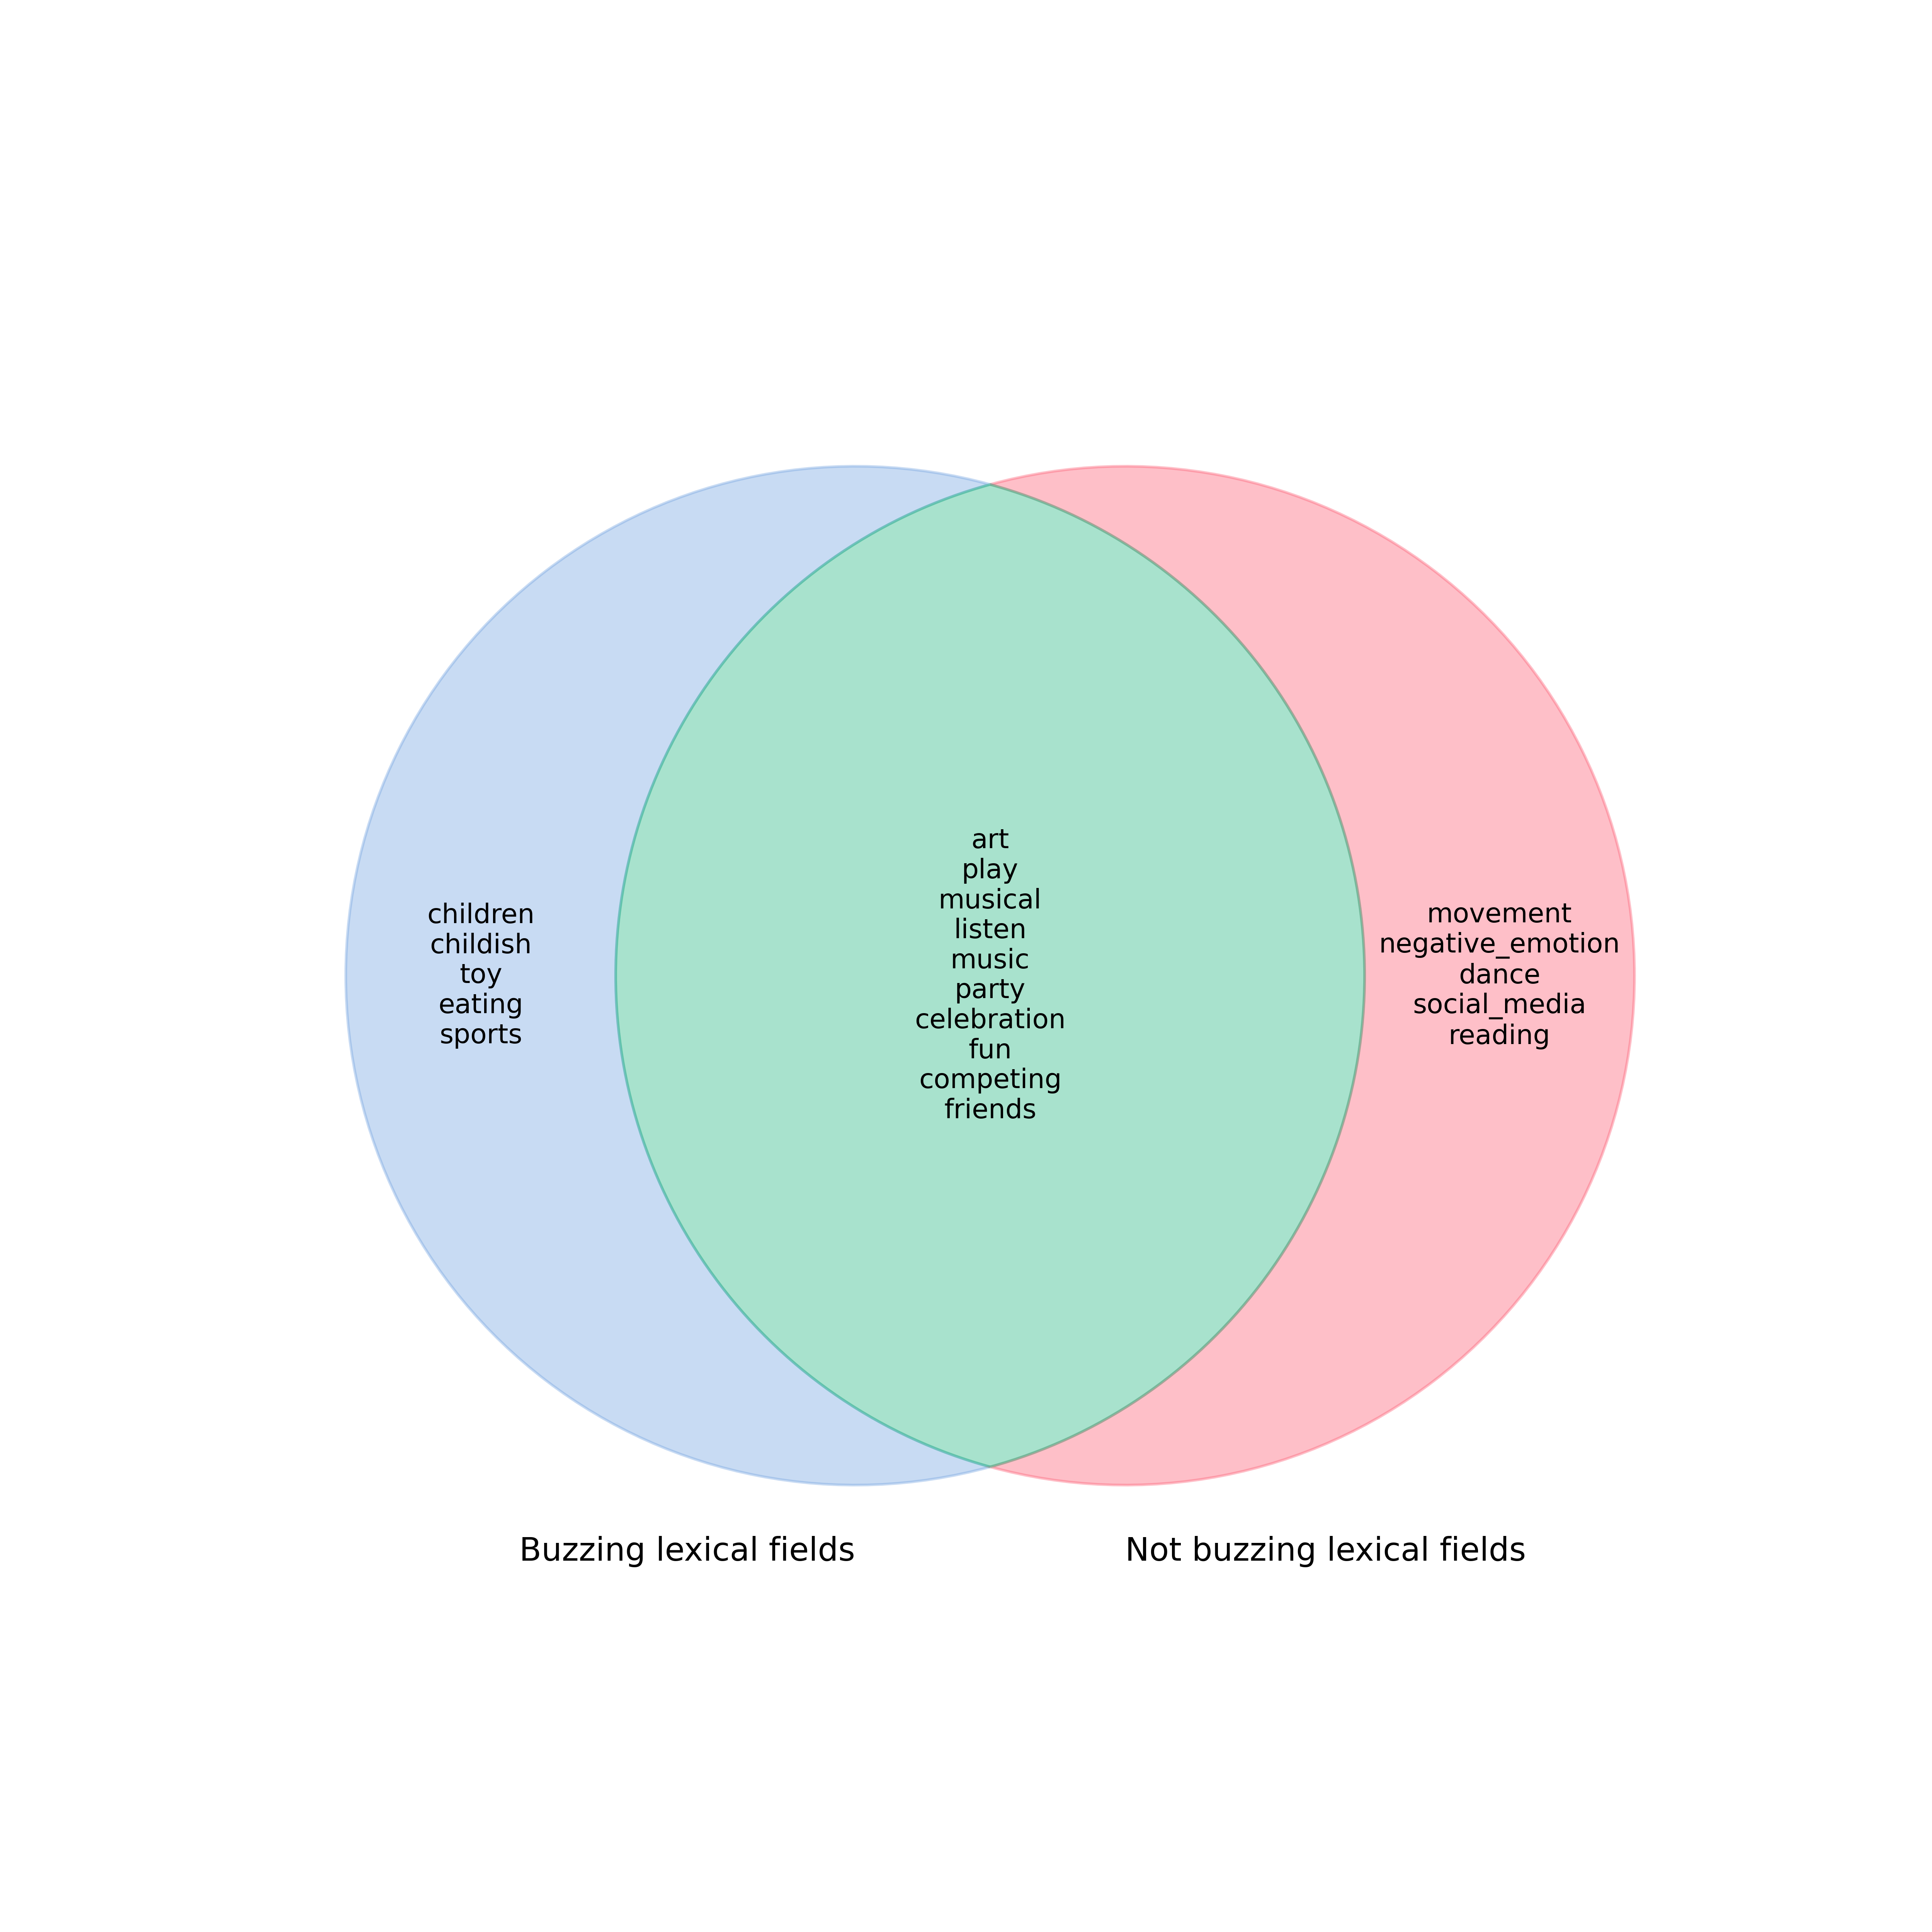 art
play
musical
listen
music
party
celebration
fun
competing
friends
children
childish
toy
eating
sports
movement
negative_emotion
dance
social_media
reading
Buzzing lexical fields
Not buzzing lexical fields